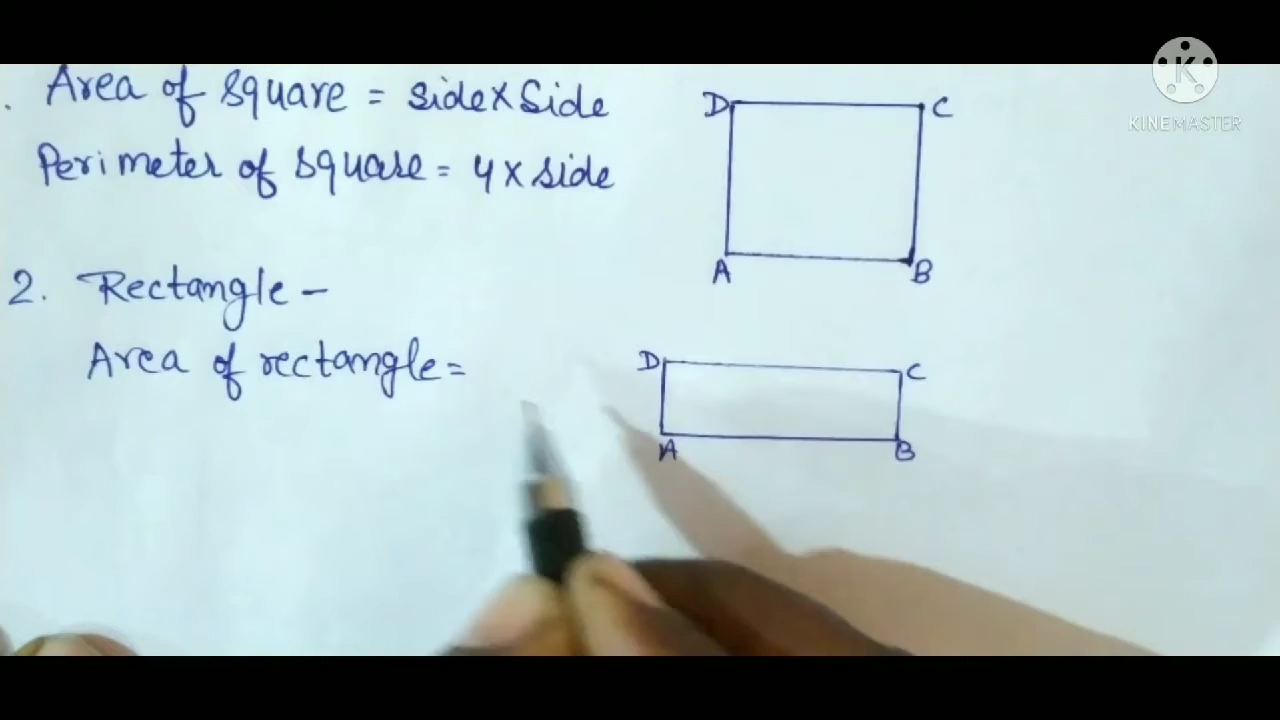 . Area of square = side×side
Perimeter of square = 4×side
2. Rectangle -
Area of rectangle =
D C
A B
D C
A B
K
KINEMASTER